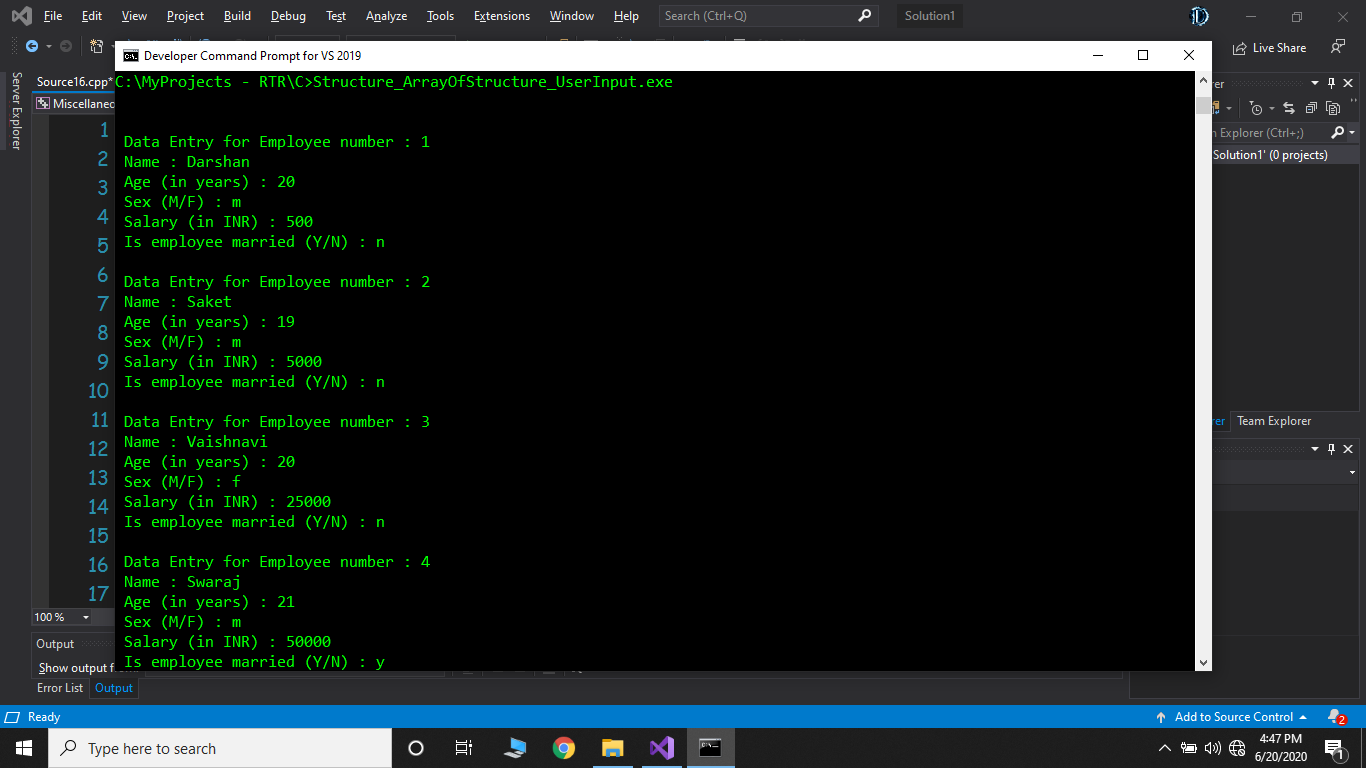 File Edit View Project Build Debug Test Analyze Tools Extensions Window Help Search (Ctrl+Q) Solution1
Live Share
Developer Command Prompt for VS 2019
Server Explorer
Source16.cpp*
Miscellaneo
1
2
3
4
5
6
7
8
9
10
11
12
13
14
15
16
17
100 %
C:\MyProjects - RTR\C>Structure_ArrayOfStructure_UserInput.exe
Data Entry for Employee number : 1
Name : Darshan
Age (in years) : 20
Sex (M/F) : m
Salary (in INR) : 500
Is employee married (Y/N) : n
Data Entry for Employee number : 2
Name : Saket
Age (in years) : 19
Sex (M/F) : m
Salary (in INR) : 5000
Is employee married (Y/N) : n
Data Entry for Employee number : 3
Name : Vaishnavi
Age (in years) : 20
Sex (M/F) : f
Salary (in INR) : 25000
Is employee married (Y/N) : n
Data Entry for Employee number : 4
Name : Swaraj
Age (in years) : 21
Sex (M/F) : m
Salary (in INR) : 50000
Is employee married (Y/N) : y
rer
n Explorer (Ctrl+;)
Solution1' (0 projects)
rer Team Explorer
Output
Show output f
Error List Output
Ready Add to Source Control 2
Type here to search
4:47 PM
6/20/2020
1